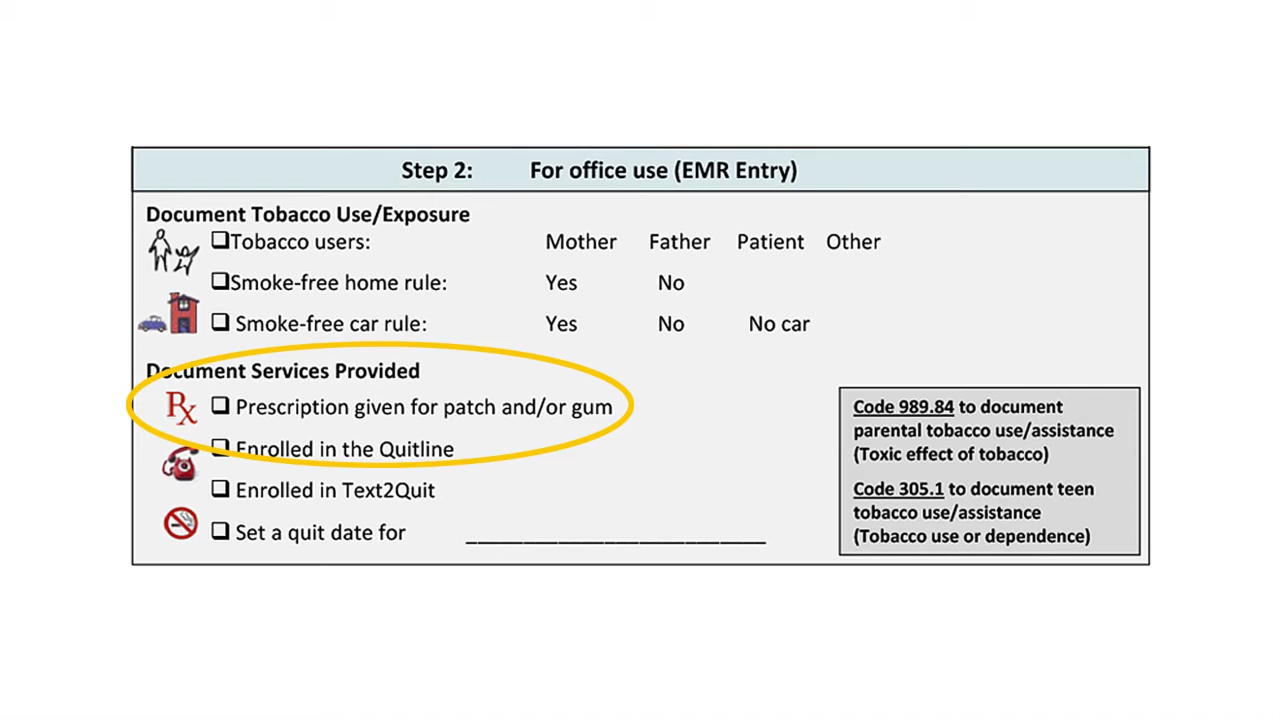 Step 2: For office use (EMR Entry)
Document Tobacco Use/Exposure
❑Tobacco users: Mother Father Patient Other
❑Smoke-free home rule: Yes No
❑ Smoke-free car rule: Yes No No car
Document Services Provided
Rx ❑ Prescription given for patch and/or gum
❑ Enrolled in the Quitline
❑ Enrolled in Text2Quit
❑ Set a quit date for ____________________________
Code 989.84 to document
parental tobacco use/assistance
(Toxic effect of tobacco)
Code 305.1 to document teen
tobacco use/assistance
(Tobacco use or dependence)